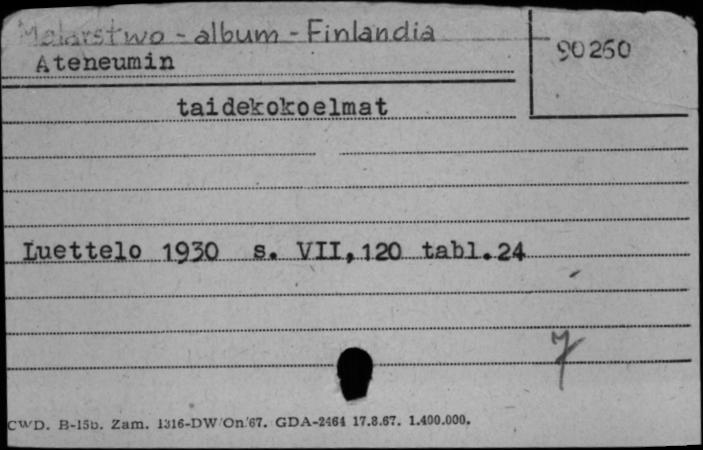 Malarstwo - album - Finlandia
90260
Ateneumin
taidekokoelmat
Luettelo 1930 s. VII, 120 tabl. 24
7
CWD. B-15b. Zam. 1316-DW/On/67. GDA-2464 17.8.67. 1.400.000.